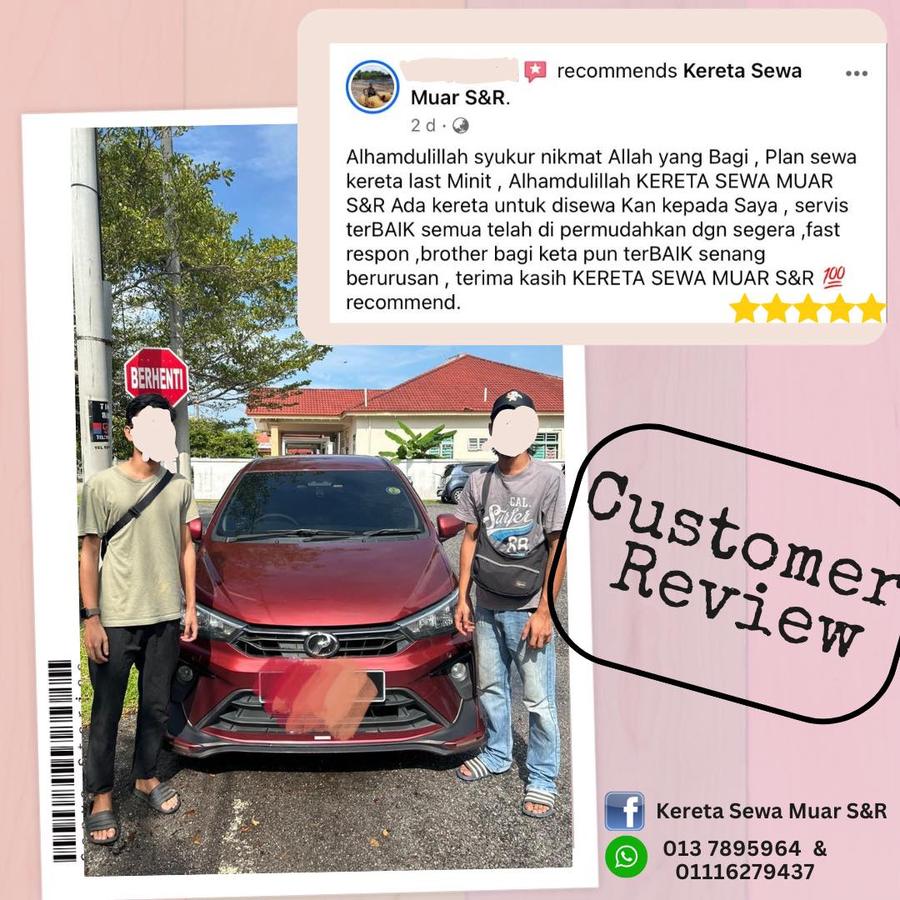 recommends Kereta Sewa
Muar S&R.
2 d ·
Alhamdulillah syukur nikmat Allah yang Bagi , Plan sewa
kereta last Minit , Alhamdulillah KERETA SEWA MUAR
S&R Ada kereta untuk disewa Kan kepada Saya , servis
terBAIK semua telah di permudahkan dgn segera ,fast
respon ,brother bagi keta pun terBAIK senang
berurusan , terima kasih KERETA SEWA MUAR S&R 💯
recommend.
BERHENTI
CAL.
Surfer
88
Customer
Review
Kereta Sewa Muar S&R
013 7895964 &
01116279437